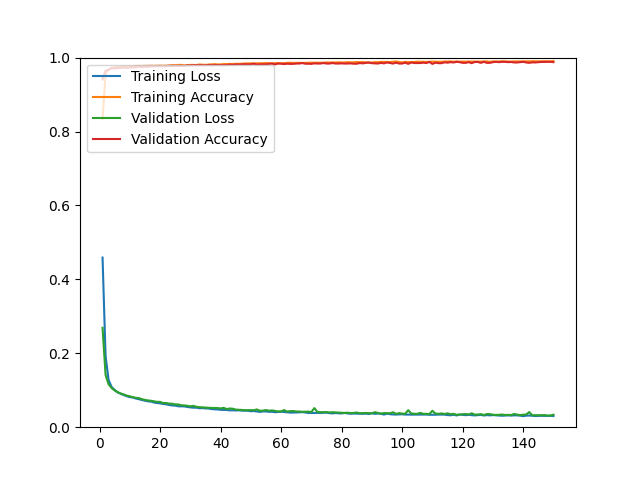 1.0
0.8
0.6
0.4
0.2
0.0
Training Loss
Training Accuracy
Validation Loss
Validation Accuracy
0 20 40 60 80 100 120 140